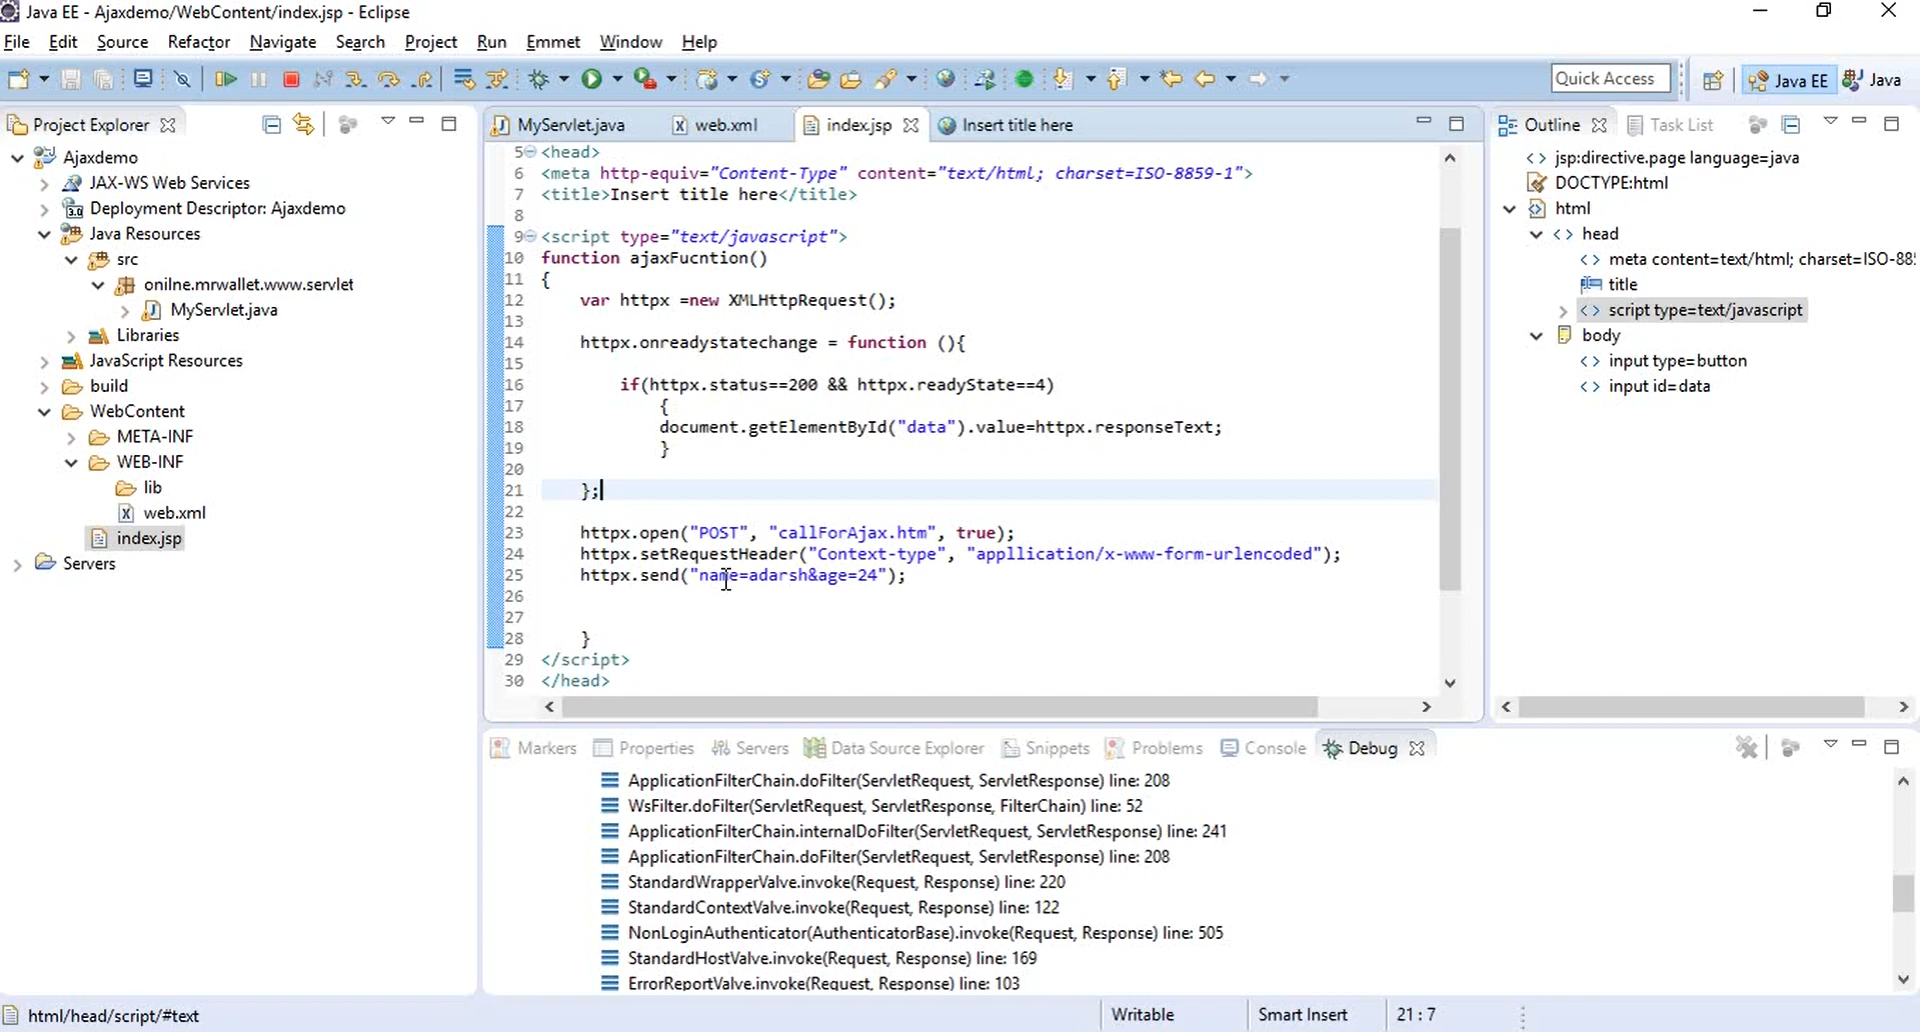 Java EE - Ajaxdemo/WebContent/index.jsp - Eclipse
File Edit Source Refactor Navigate Search Project Run Emmet Window Help
Quick Access
Java EE
Java
Project Explorer
Ajaxdemo
JAX-WS Web Services
Deployment Descriptor: Ajaxdemo
Java Resources
src
onilne.mrwallet.www.servlet
MyServlet.java
Libraries
JavaScript Resources
build
WebContent
META-INF
WEB-INF
lib
web.xml
index.jsp
Servers
MyServlet.java
web.xml
index.jsp
Insert title here
5 <head>
6 <meta http-equiv="Content-Type" content="text/html; charset=ISO-8859-1">
7 <title>Insert title here</title>
8
9 <script type="text/javascript">
10 function ajaxFucntion()
11 {
12 var httpx =new XMLHttpRequest();
13
14 httpx.onreadystatechange = function (){
15
16 if(httpx.status==200 && httpx.readyState==4)
17 {
18 document.getElementById("data").value=httpx.responseText;
19 }
20
21 };
22
23 httpx.open("POST", "callForAjax.htm", true);
24 httpx.setRequestHeader("Context-type", "appllication/x-www-form-urlencoded");
25 httpx.send("name=adarsh&age=24");
26
27
28 }
29 </script>
30 </head>
Outline
Task List
jsp:directive.page language=java
DOCTYPE:html
html
head
meta content=text/html; charset=ISO-88
title
script type=text/javascript
body
input type=button
input id=data
Markers
Properties
Servers
Data Source Explorer
Snippets
Problems
Console
Debug
ApplicationFilterChain.doFilter(ServletRequest, ServletResponse) line: 208
WsFilter.doFilter(ServletRequest, ServletResponse, FilterChain) line: 52
ApplicationFilterChain.internalDoFilter(ServletRequest, ServletResponse) line: 241
ApplicationFilterChain.doFilter(ServletRequest, ServletResponse) line: 208
StandardWrapperValve.invoke(Request, Response) line: 220
StandardContextValve.invoke(Request, Response) line: 122
NonLoginAuthenticator(AuthenticatorBase).invoke(Request, Response) line: 505
StandardHostValve.invoke(Request, Response) line: 169
ErrorReportValve.invoke(Request, Response) line: 103
html/head/script/#text
Writable
Smart Insert
21 : 7